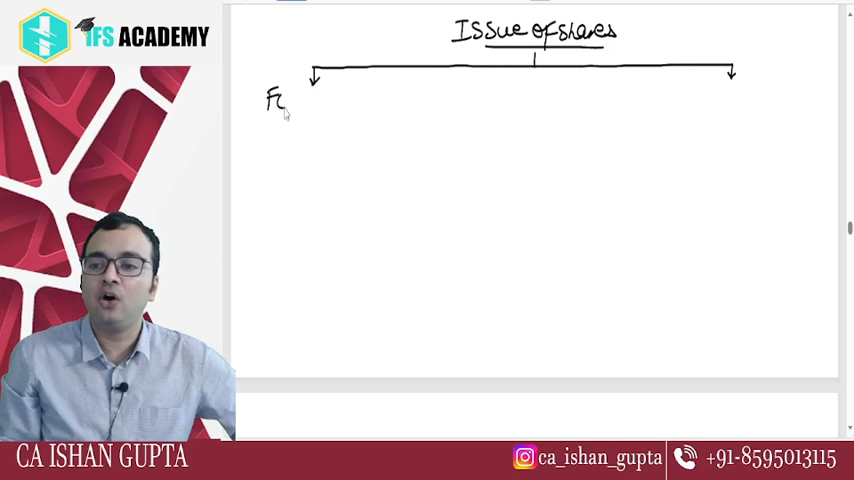 IFS ACADEMY
Issue of shares
CA ISHAN GUPTA
ca_ishan_gupta
+91-8595013115